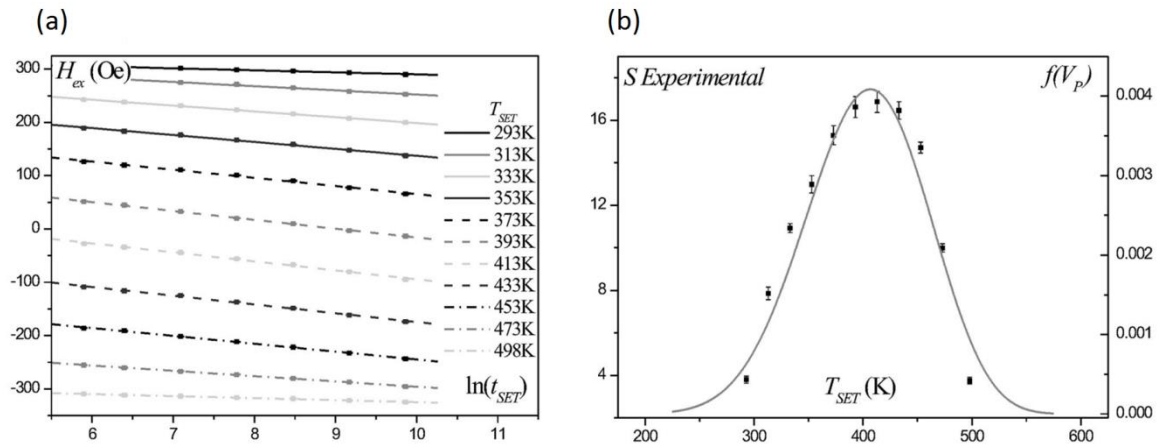 (a)
(b)
H_ex (Oe)
300
200
100
0
-100
-200
-300
T_SET
293K
313K
333K
353K
373K
393K
413K
433K
453K
473K
498K
ln(t_SET)
6 7 8 9 10 11
S Experimental
f(V_P)
16
12
8
4
0.004
0.003
0.002
0.001
0.000
T_SET (K)
200 300 400 500 600